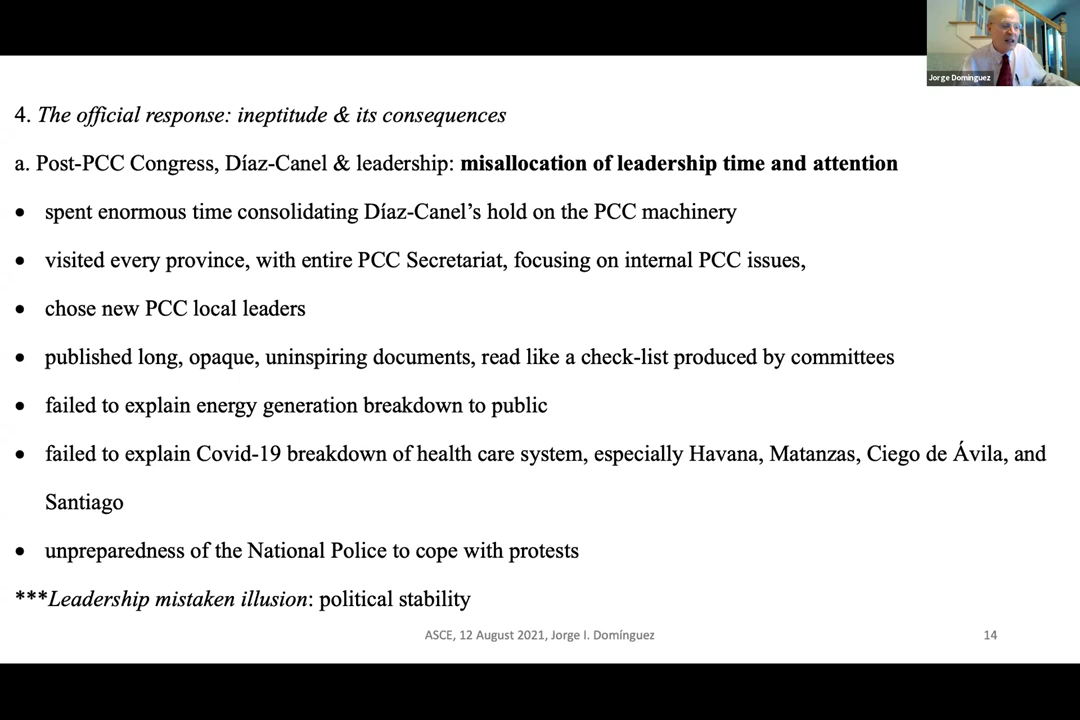 Jorge Domínguez
4. The official response: ineptitude & its consequences
a. Post-PCC Congress, Díaz-Canel & leadership: misallocation of leadership time and attention
• spent enormous time consolidating Díaz-Canel’s hold on the PCC machinery
• visited every province, with entire PCC Secretariat, focusing on internal PCC issues,
• chose new PCC local leaders
• published long, opaque, uninspiring documents, read like a check-list produced by committees
• failed to explain energy generation breakdown to public
• failed to explain Covid-19 breakdown of health care system, especially Havana, Matanzas, Ciego de Ávila, and
Santiago
• unpreparedness of the National Police to cope with protests
***Leadership mistaken illusion: political stability
ASCE, 12 August 2021, Jorge I. Domínguez
14